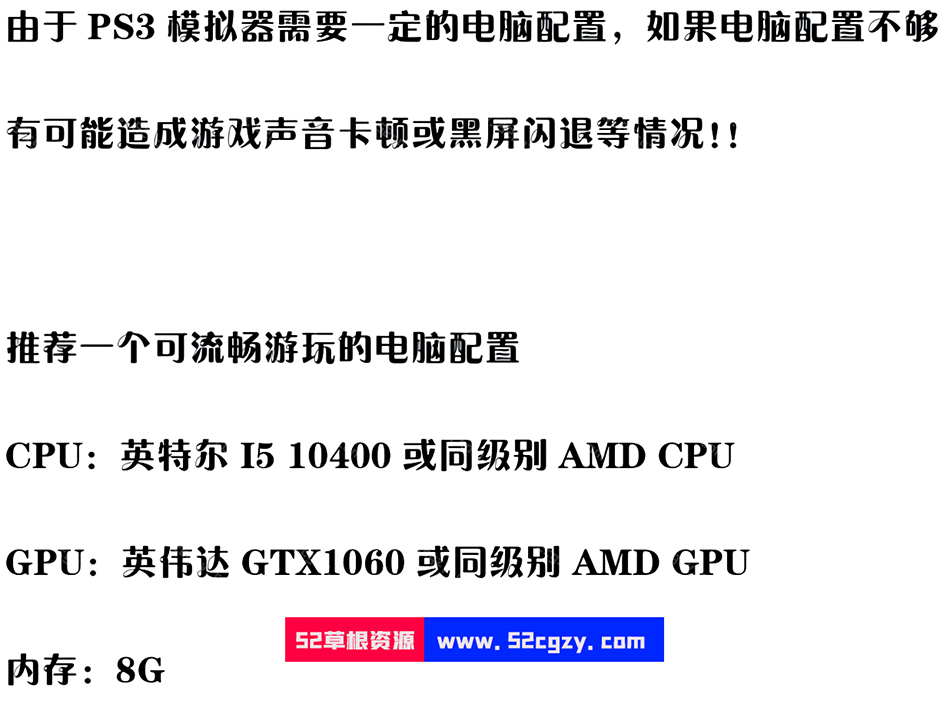 由于 PS3 模拟器需要一定的电脑配置，如果电脑配置不够
有可能造成游戏声音卡顿或黑屏闪退等情况！！
推荐一个可流畅游玩的电脑配置
CPU：英特尔 I5 10400 或同级别 AMD CPU
GPU：英伟达 GTX1060 或同级别 AMD GPU
52草根资源 www.52cgzy.com
内存：8G